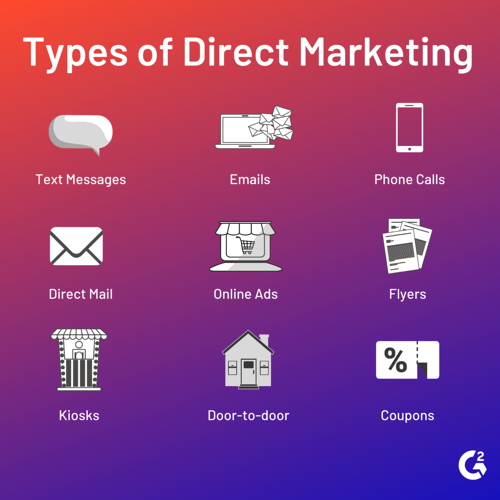 Types of Direct Marketing
Text Messages
Emails
Phone Calls
Direct Mail
Online Ads
Flyers
%
Kiosks
Door-to-door
Coupons
G2